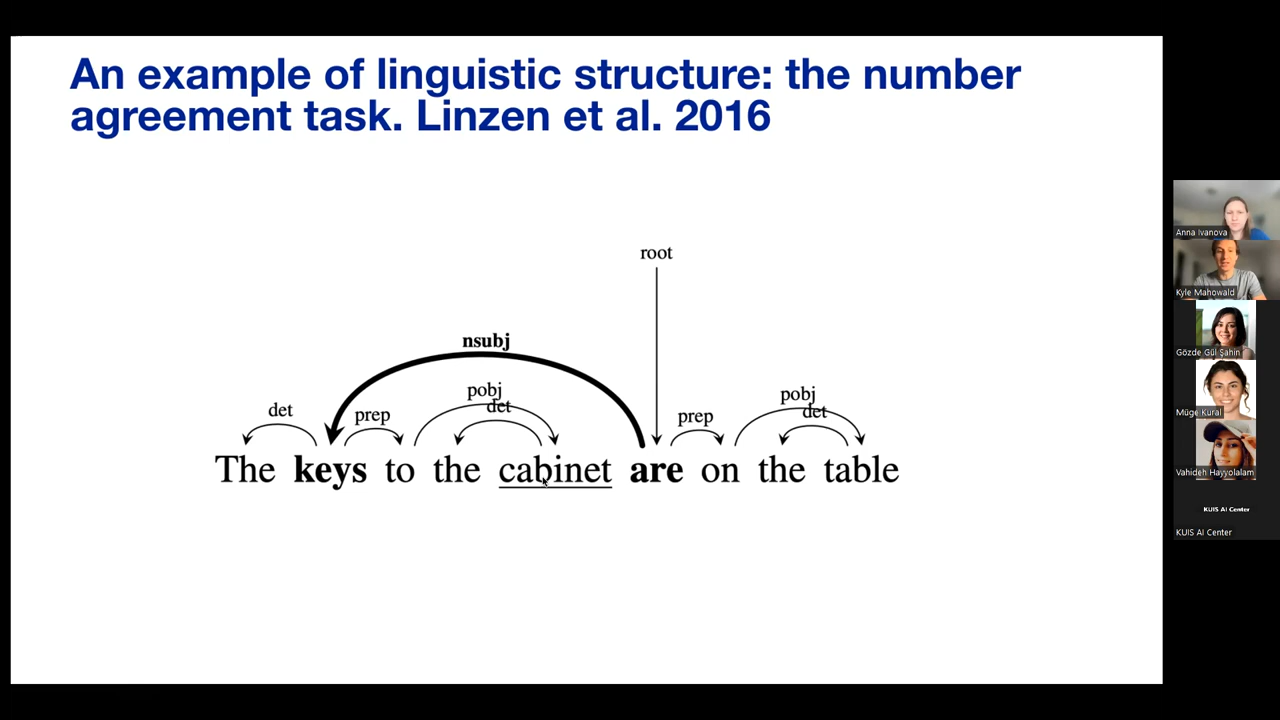 An example of linguistic structure: the number
agreement task. Linzen et al. 2016
root
nsubj
pobj
pobj
det
det
det
prep
prep
The keys to the cabinet are on the table
Anna Ivanova
Kyle Mahowald
Gözde Gül Şahin
Müge Kural
Vahideh Hayyolalam
KUIS AI Center
KUIS AI Center